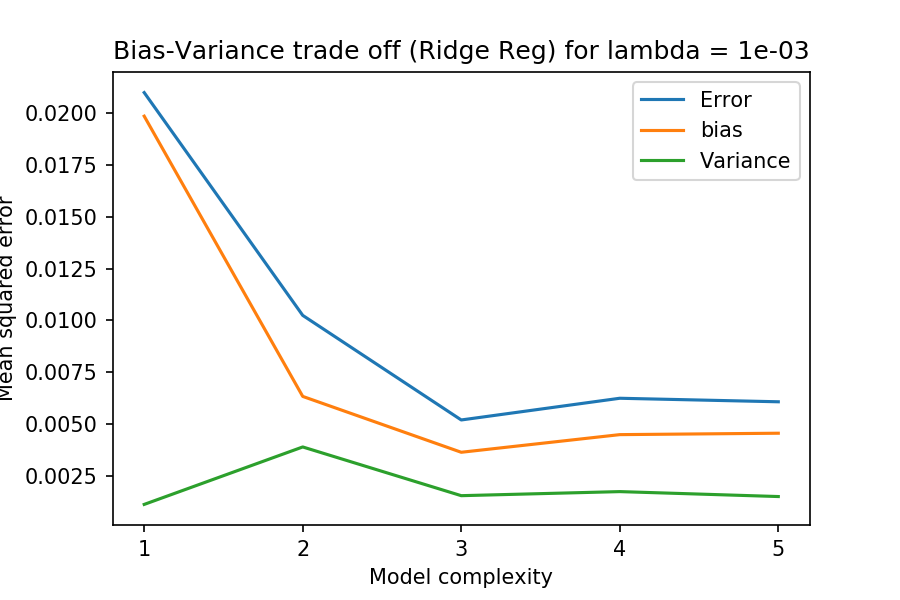 Bias-Variance trade off (Ridge Reg) for lambda = 1e-03
Error
bias
Variance
Mean squared error
0.0200
0.0175
0.0150
0.0125
0.0100
0.0075
0.0050
0.0025
1 2 3 4 5
Model complexity